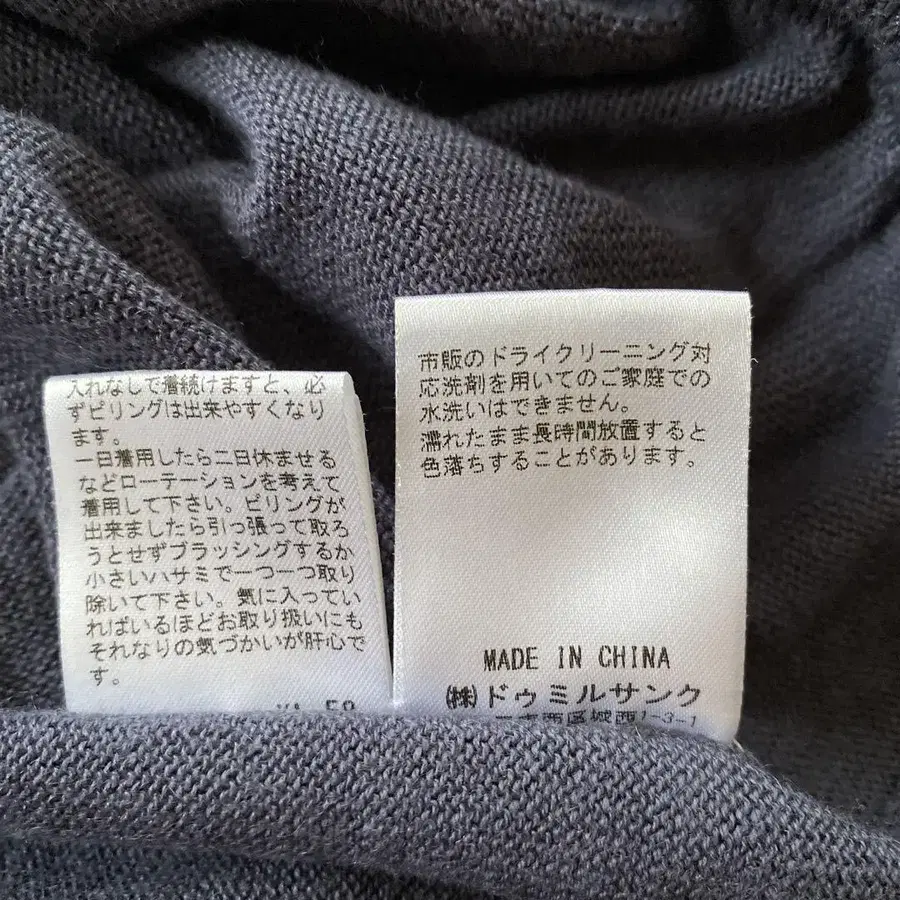 入れなしで着続けますと、必
ずピリングは出来やすくなり
ます。
一日着用したら二日休ませる
などローテーションを考えて
着用して下さい。ピリングが
出来ましたら引っ張って取ろ
うとせずブラッシングするか
小さいハサミで一つ一つ取り
除いて下さい。気に入ってい
ればいるほどお取り扱いにも
それなりの気づかいが肝心で
す。
市販のドライクリーニング対
応洗剤を用いてのご家庭での
水洗いはできません。
濡れたまま長時間放置すると
色落ちすることがあります。
MADE IN CHINA
㈱ドゥミルサンク
西区城西1-3-1